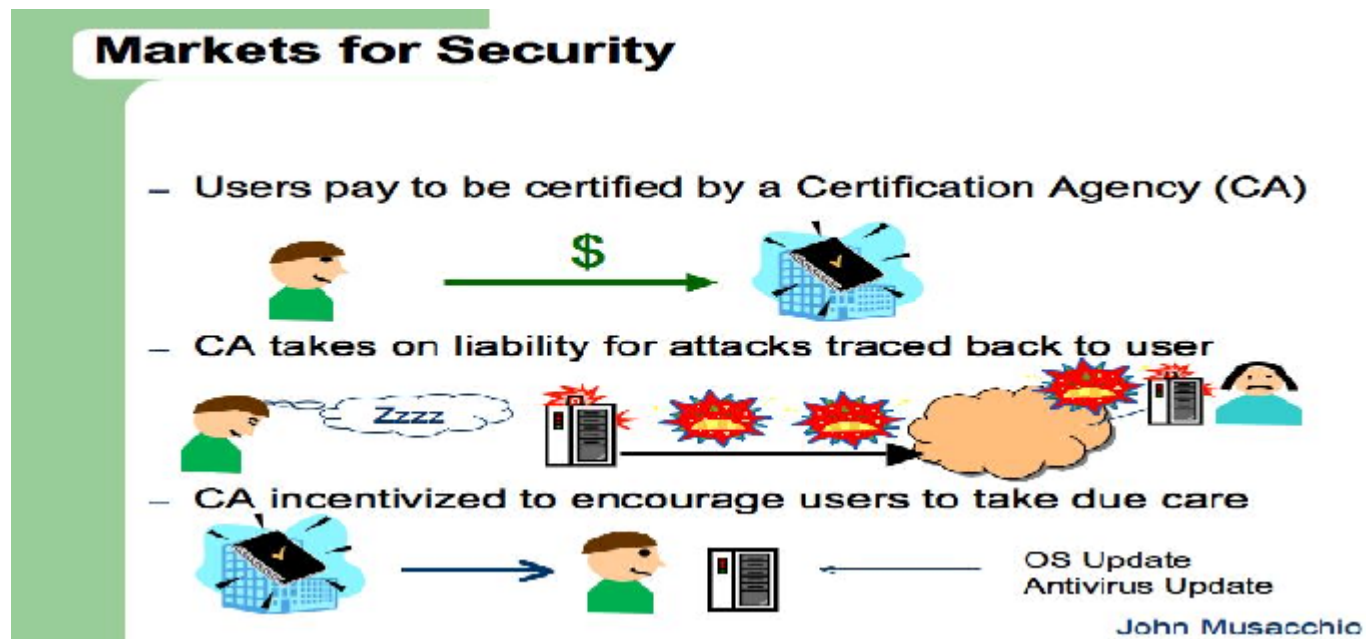 Markets for Security
– Users pay to be certified by a Certification Agency (CA)
$
– CA takes on liability for attacks traced back to user
Zzzz
– CA incentivized to encourage users to take due care
OS Update
Antivirus Update
John Musacchio